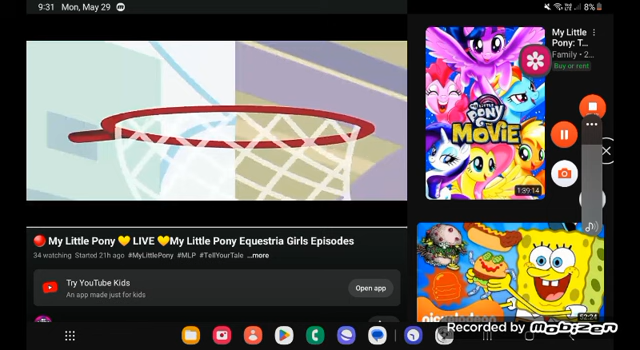 9:31 Mon, May 29
8%
My Little
Pony: T...
Family • 2...
Buy or rent
my LITTLE
PONY
THE
MOVIE
1:39:14
🔴My Little Pony 💛 LIVE 💛My Little Pony Equestria Girls Episodes
34 watching Started 21h ago #MyLittlePony #MLP #TellYourTale ...more
Try YouTube Kids
An app made just for kids
Open app
nickelodeon
52:24
Recorded by mobizen